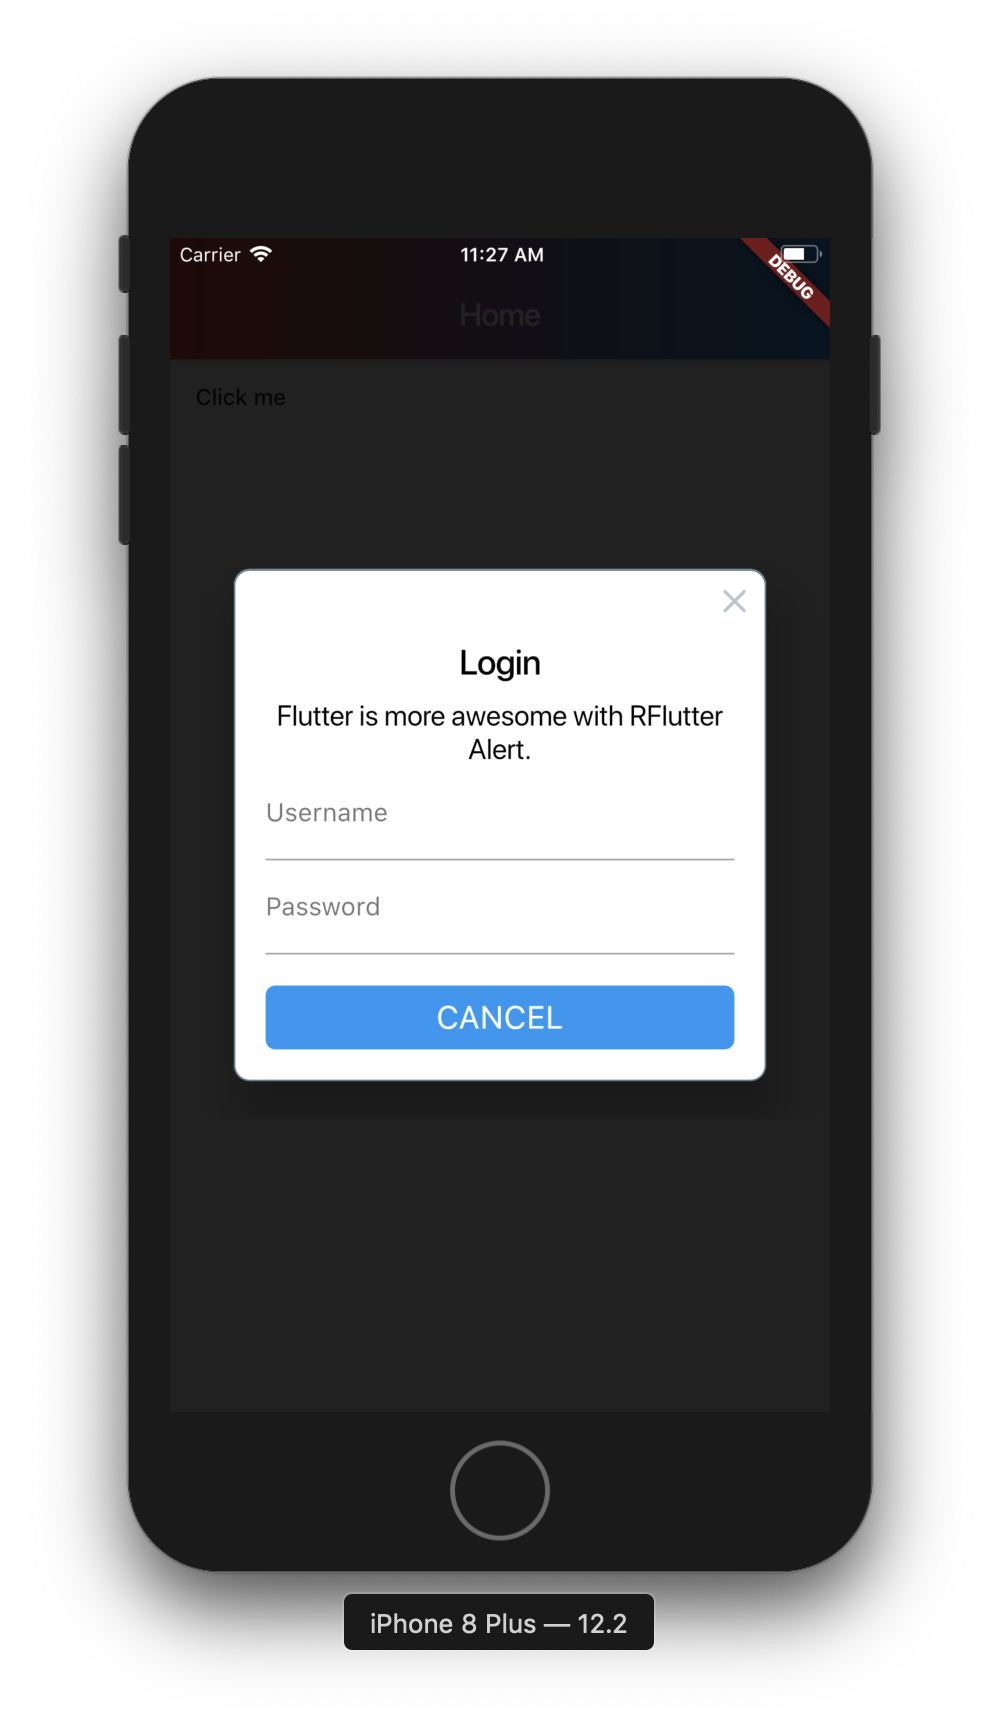 Carrier
11:27 AM
DEBUG
Home
Click me
Login
Flutter is more awesome with RFlutter
Alert.
Username
Password
CANCEL
iPhone 8 Plus — 12.2